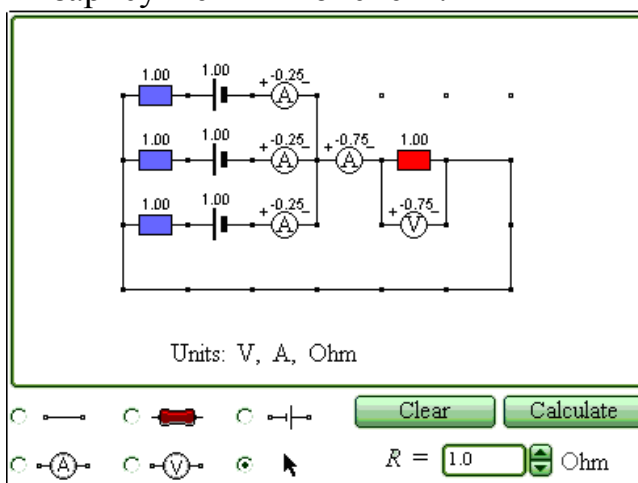 1.00 1.00 + -0.25 -
A
1.00 1.00 + -0.25 - + -0.75 - 1.00
A A
1.00 1.00 + -0.25 - + -0.75 -
A V
Units: V, A, Ohm
Clear Calculate
A V R = 1.0 Ohm